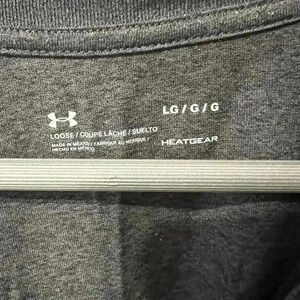 LG / G / G
LOOSE / COUPE LÂCHE / SUELTO
MADE IN MEXICO / FABRIQUÉ AU MEXIQUE /
HECHO EN MÉXICO
HEATGEAR